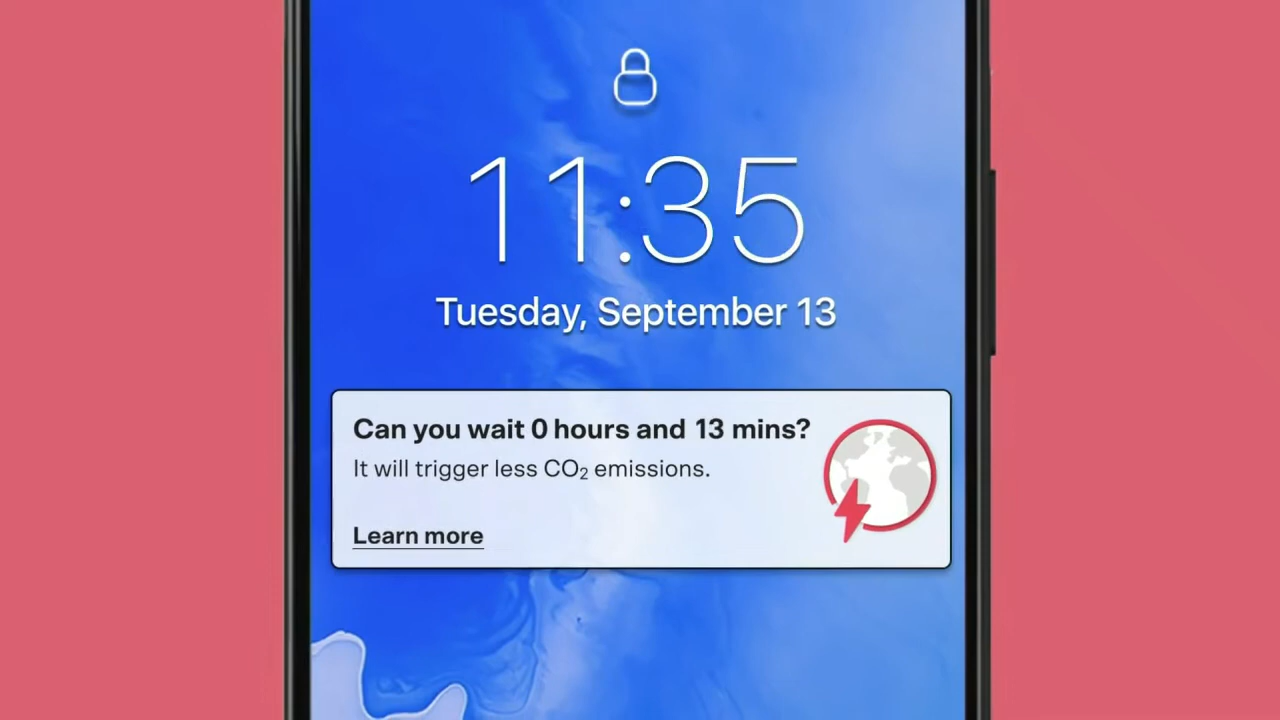 11:35
Tuesday, September 13
Can you wait 0 hours and 13 mins?
It will trigger less CO₂ emissions.
Learn more